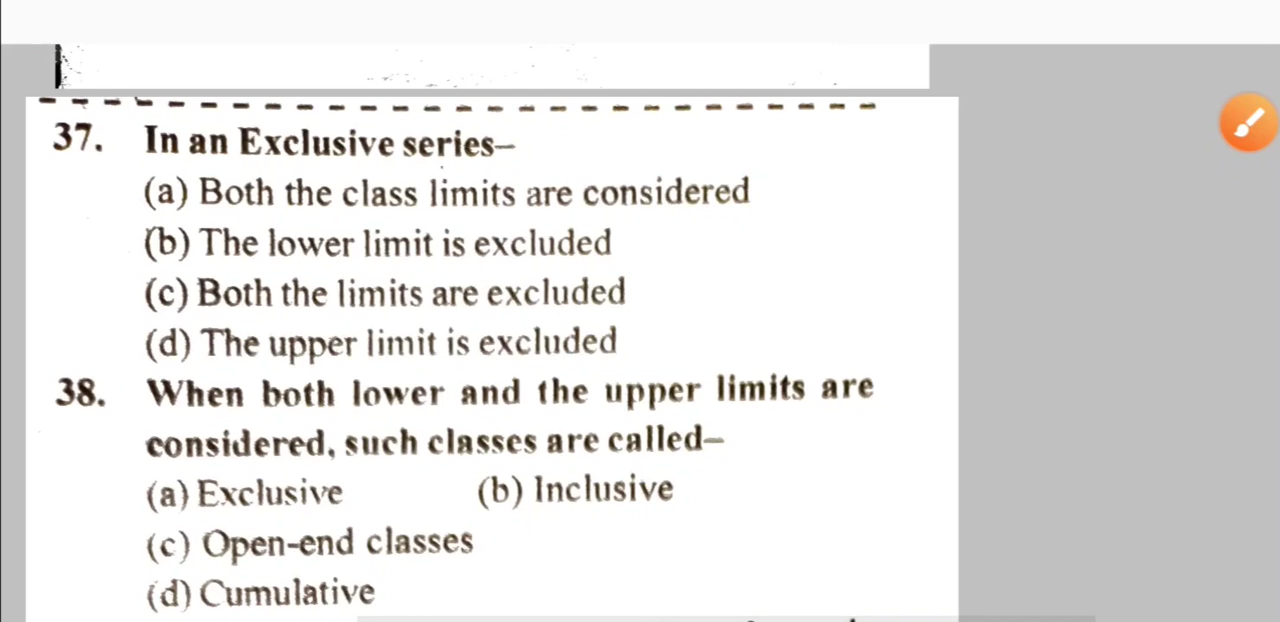 37. In an Exclusive series–
(a) Both the class limits are considered
(b) The lower limit is excluded
(c) Both the limits are excluded
(d) The upper limit is excluded
38. When both lower and the upper limits are
considered, such classes are called–
(a) Exclusive (b) Inclusive
(c) Open-end classes
(d) Cumulative